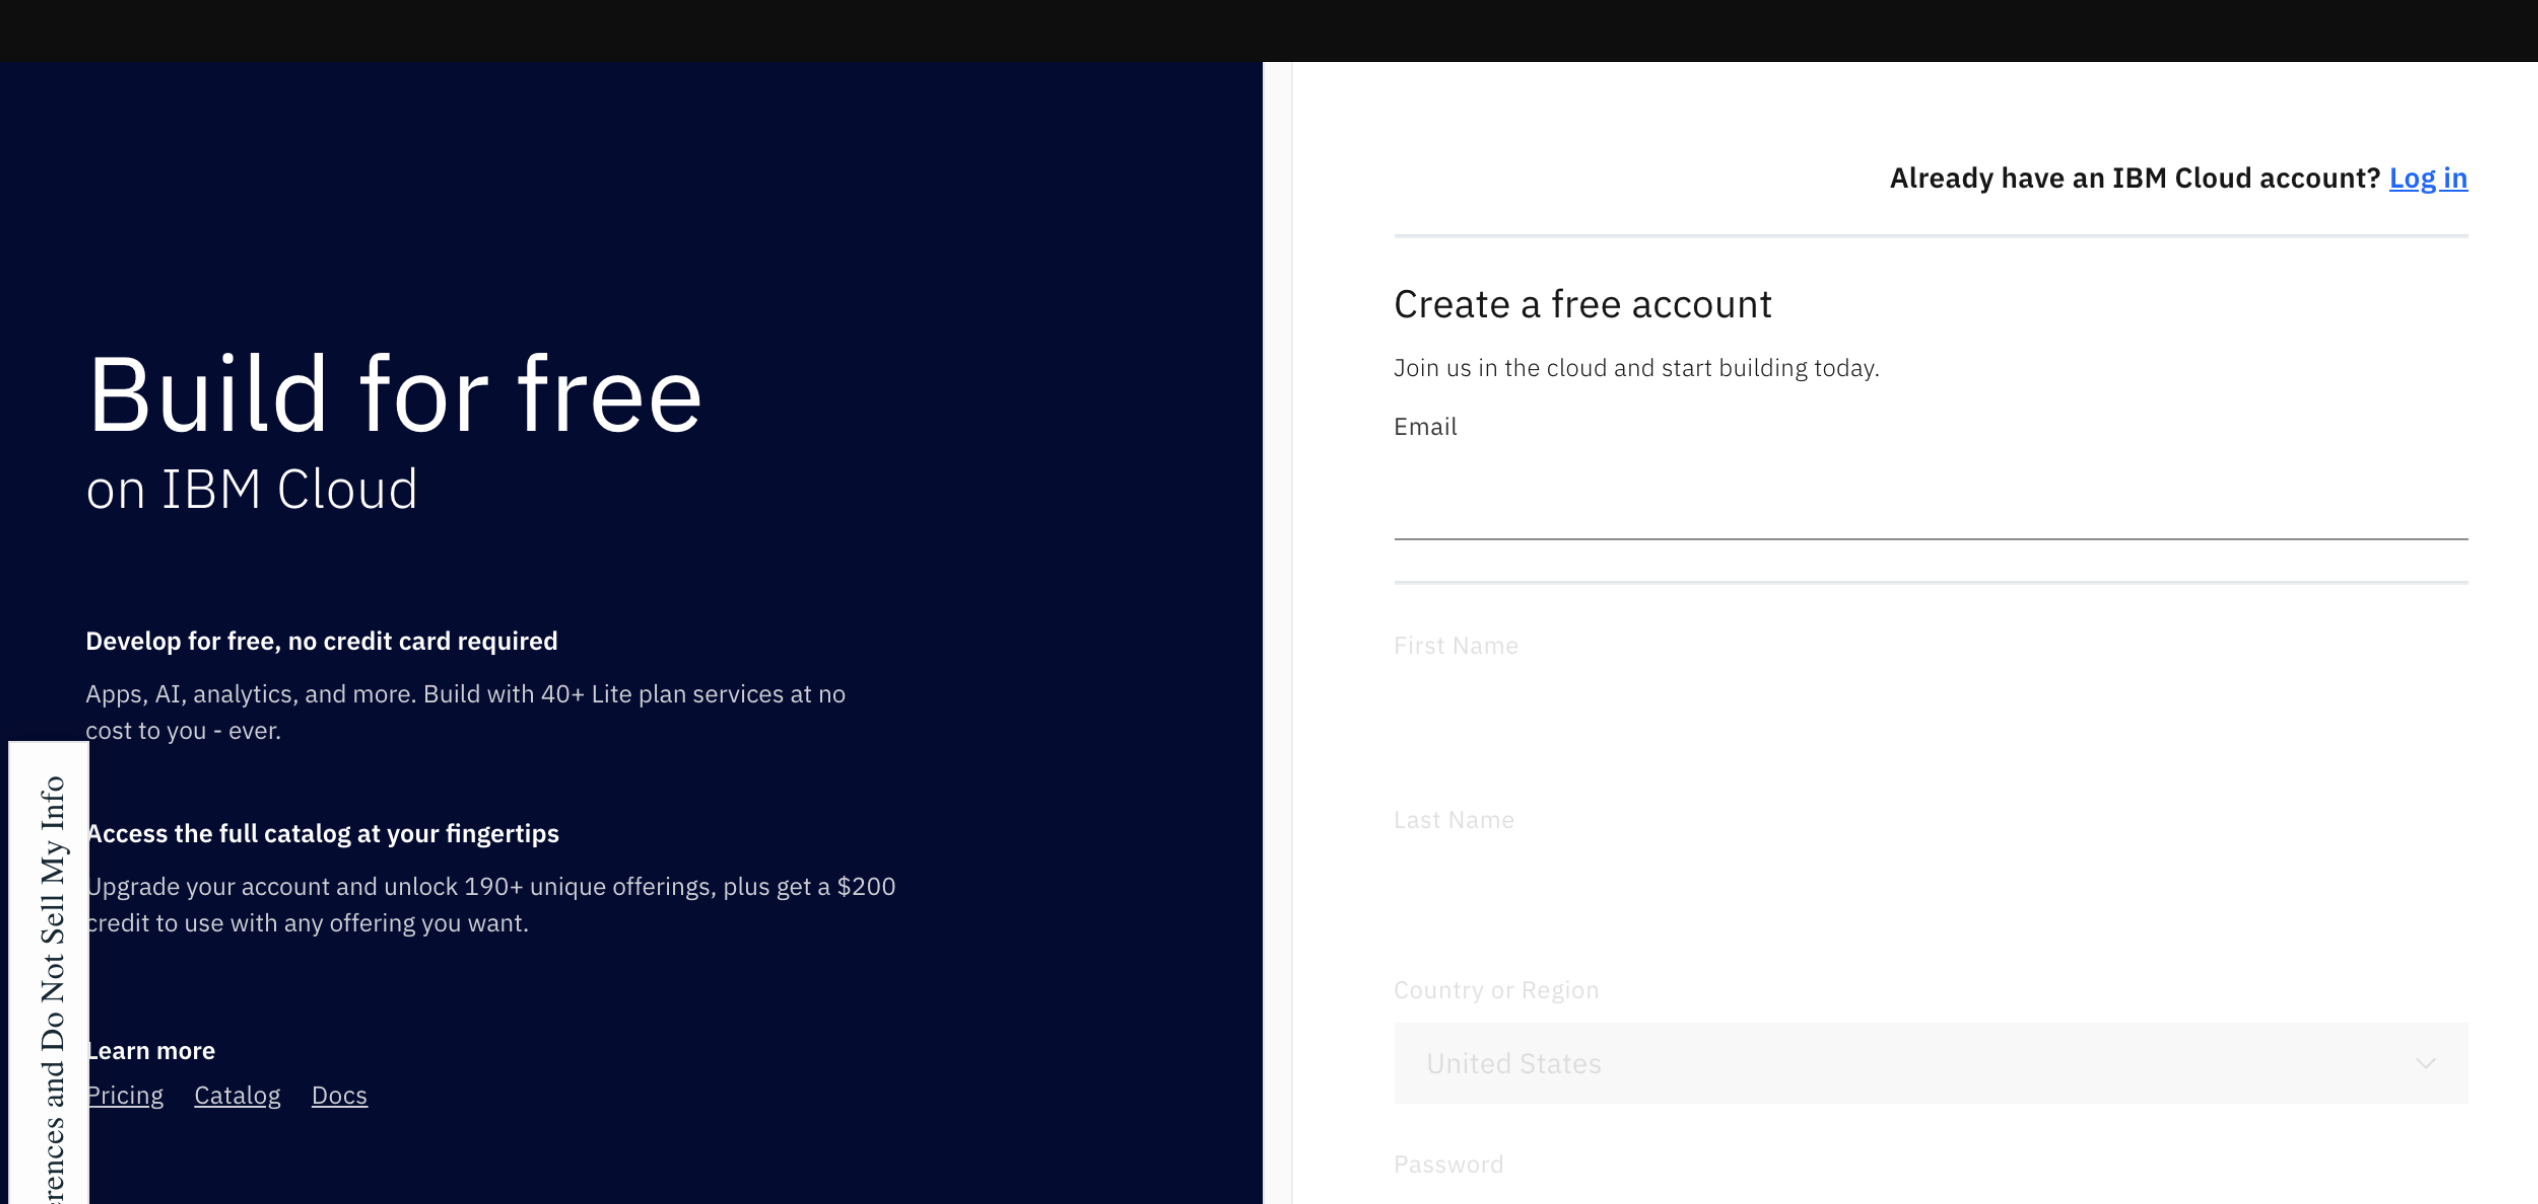 Build for free
on IBM Cloud
Develop for free, no credit card required
Apps, AI, analytics, and more. Build with 40+ Lite plan services at no
cost to you - ever.
Access the full catalog at your fingertips
Upgrade your account and unlock 190+ unique offerings, plus get a $200
credit to use with any offering you want.
Learn more
Pricing Catalog Docs
and Do Not Sell My Info
Already have an IBM Cloud account? Log in
Create a free account
Join us in the cloud and start building today.
Email
First Name
Last Name
Country or Region
United States
Password